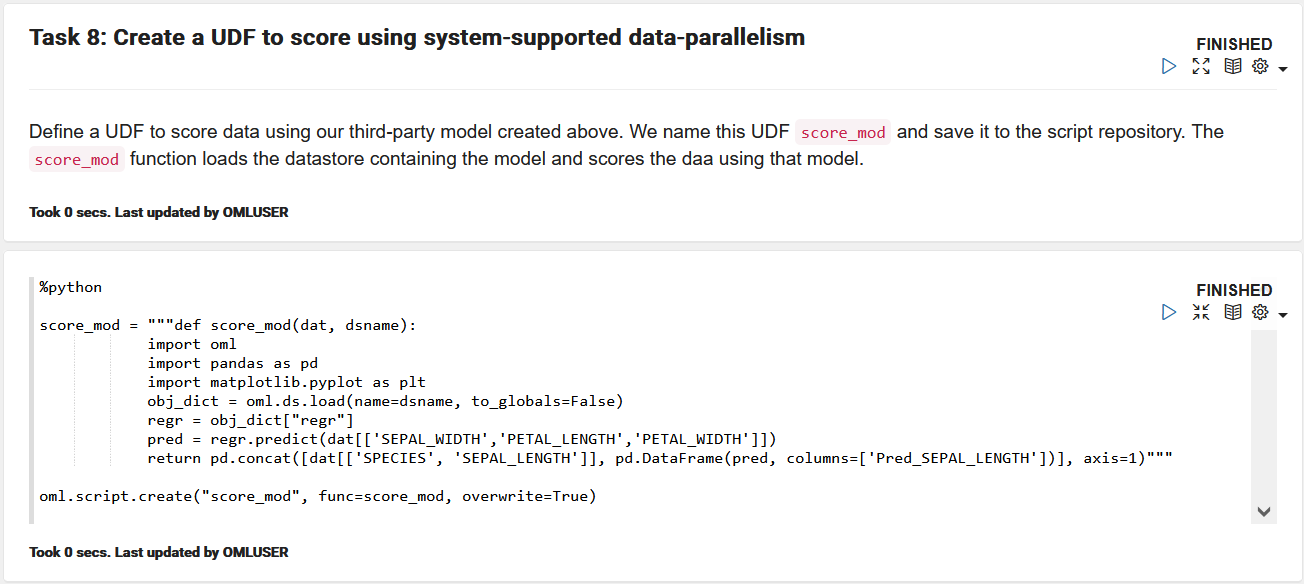 Task 8: Create a UDF to score using system-supported data-parallelism
FINISHED
Define a UDF to score data using our third-party model created above. We name this UDF score_mod and save it to the script repository. The
score_mod function loads the datastore containing the model and scores the daa using that model.
Took 0 secs. Last updated by OMLUSER
%python
FINISHED
score_mod = """def score_mod(dat, dsname):
import oml
import pandas as pd
import matplotlib.pyplot as plt
obj_dict = oml.ds.load(name=dsname, to_globals=False)
regr = obj_dict["regr"]
pred = regr.predict(dat[['SEPAL_WIDTH','PETAL_LENGTH','PETAL_WIDTH']])
return pd.concat([dat[['SPECIES', 'SEPAL_LENGTH']], pd.DataFrame(pred, columns=['Pred_SEPAL_LENGTH'])], axis=1)"""
oml.script.create("score_mod", func=score_mod, overwrite=True)
Took 0 secs. Last updated by OMLUSER